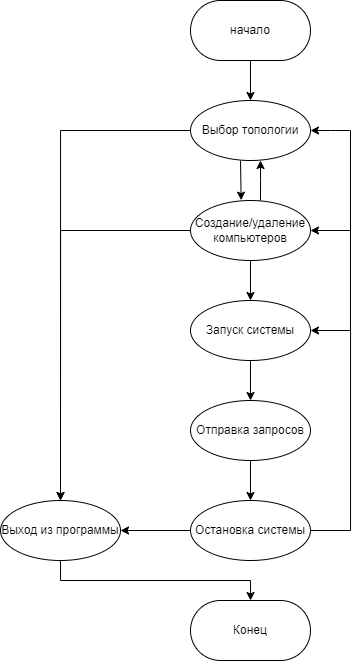 начало
Выбор топологии
Создание/удаление
компьютеров
Запуск системы
Отправка запросов
Выход из программы
Остановка системы
Конец